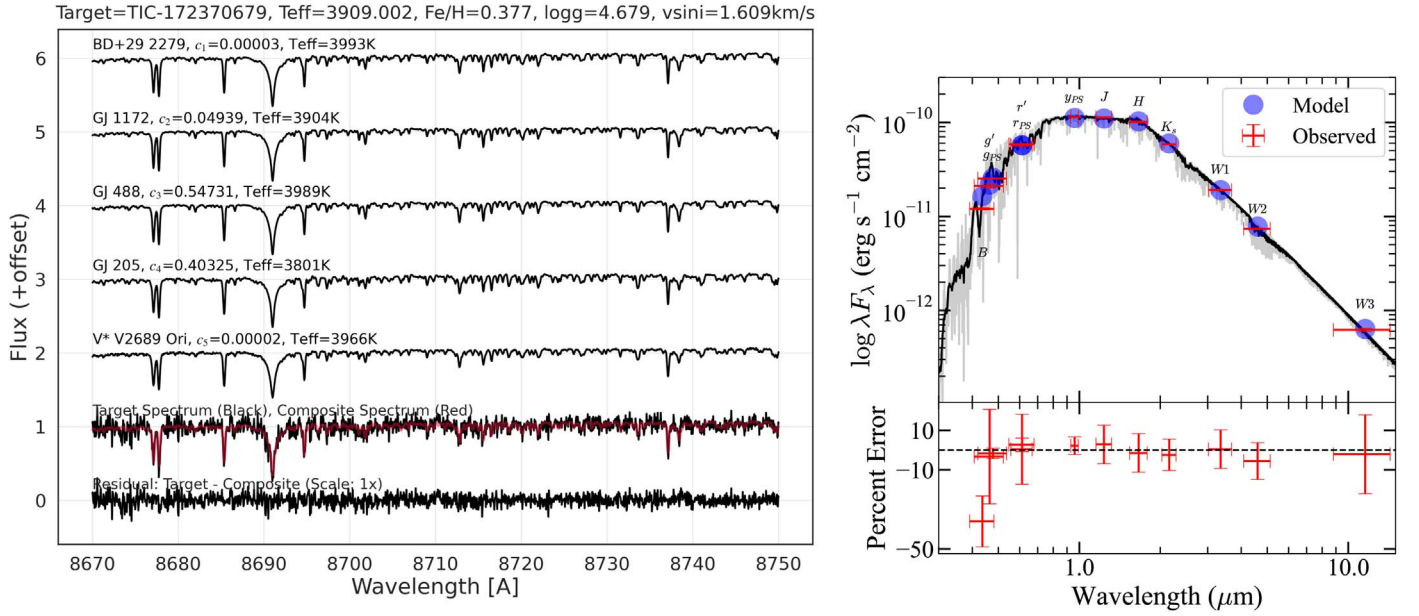 Target=TIC-172370679, Teff=3909.002, Fe/H=0.377, logg=4.679, vsini=1.609km/s
BD+29 2279, c₁=0.00003, Teff=3993K
GJ 1172, c₂=0.04939, Teff=3904K
GJ 488, c₃=0.54731, Teff=3989K
GJ 205, c₄=0.40325, Teff=3801K
V* V2689 Ori, c₅=0.00002, Teff=3966K
Target Spectrum (Black), Composite Spectrum (Red)
Residual: Target - Composite (Scale: 1x)
6
5
4
3
2
1
0
Flux (+offset)
8670 8680 8690 8700 8710 8720 8730 8740 8750
Wavelength [A]
log λF_λ (erg s⁻¹ cm⁻²)
10⁻¹⁰
10⁻¹¹
10⁻¹²
B
g'
g_PS
r'
r_PS
y_PS
J
H
K_s
W1
W2
W3
Model
Observed
Percent Error
10
-10
-50
1.0 10.0
Wavelength (μm)